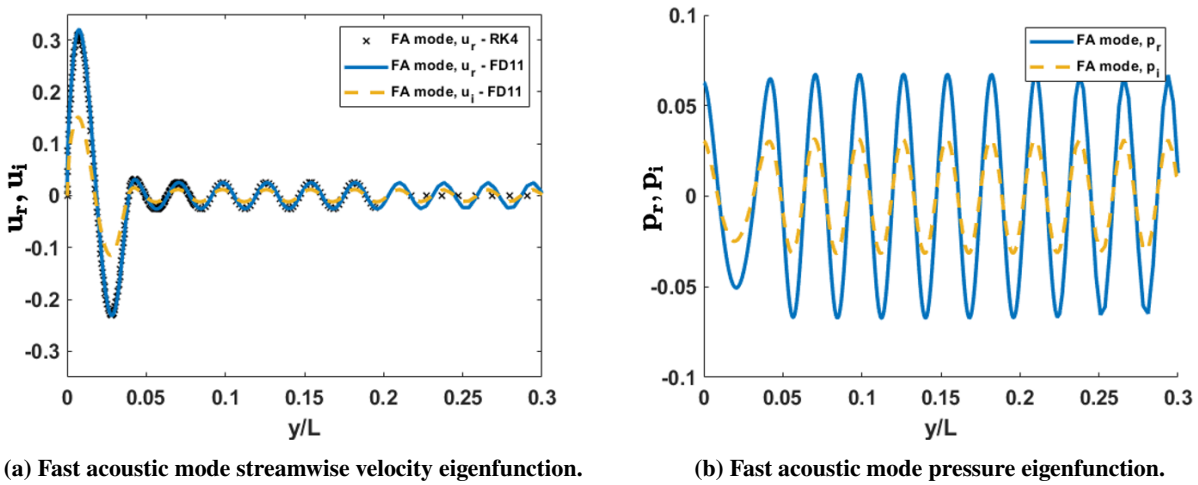 FA mode, u_r - RK4
FA mode, u_r - FD11
FA mode, u_i - FD11
0.3
0.2
0.1
0
-0.1
-0.2
-0.3
u_r, u_i
0 0.05 0.1 0.15 0.2 0.25 0.3
y/L
(a) Fast acoustic mode streamwise velocity eigenfunction.
FA mode, p_r
FA mode, p_i
0.1
0.05
0
-0.05
-0.1
p_r, p_i
0 0.05 0.1 0.15 0.2 0.25 0.3
y/L
(b) Fast acoustic mode pressure eigenfunction.